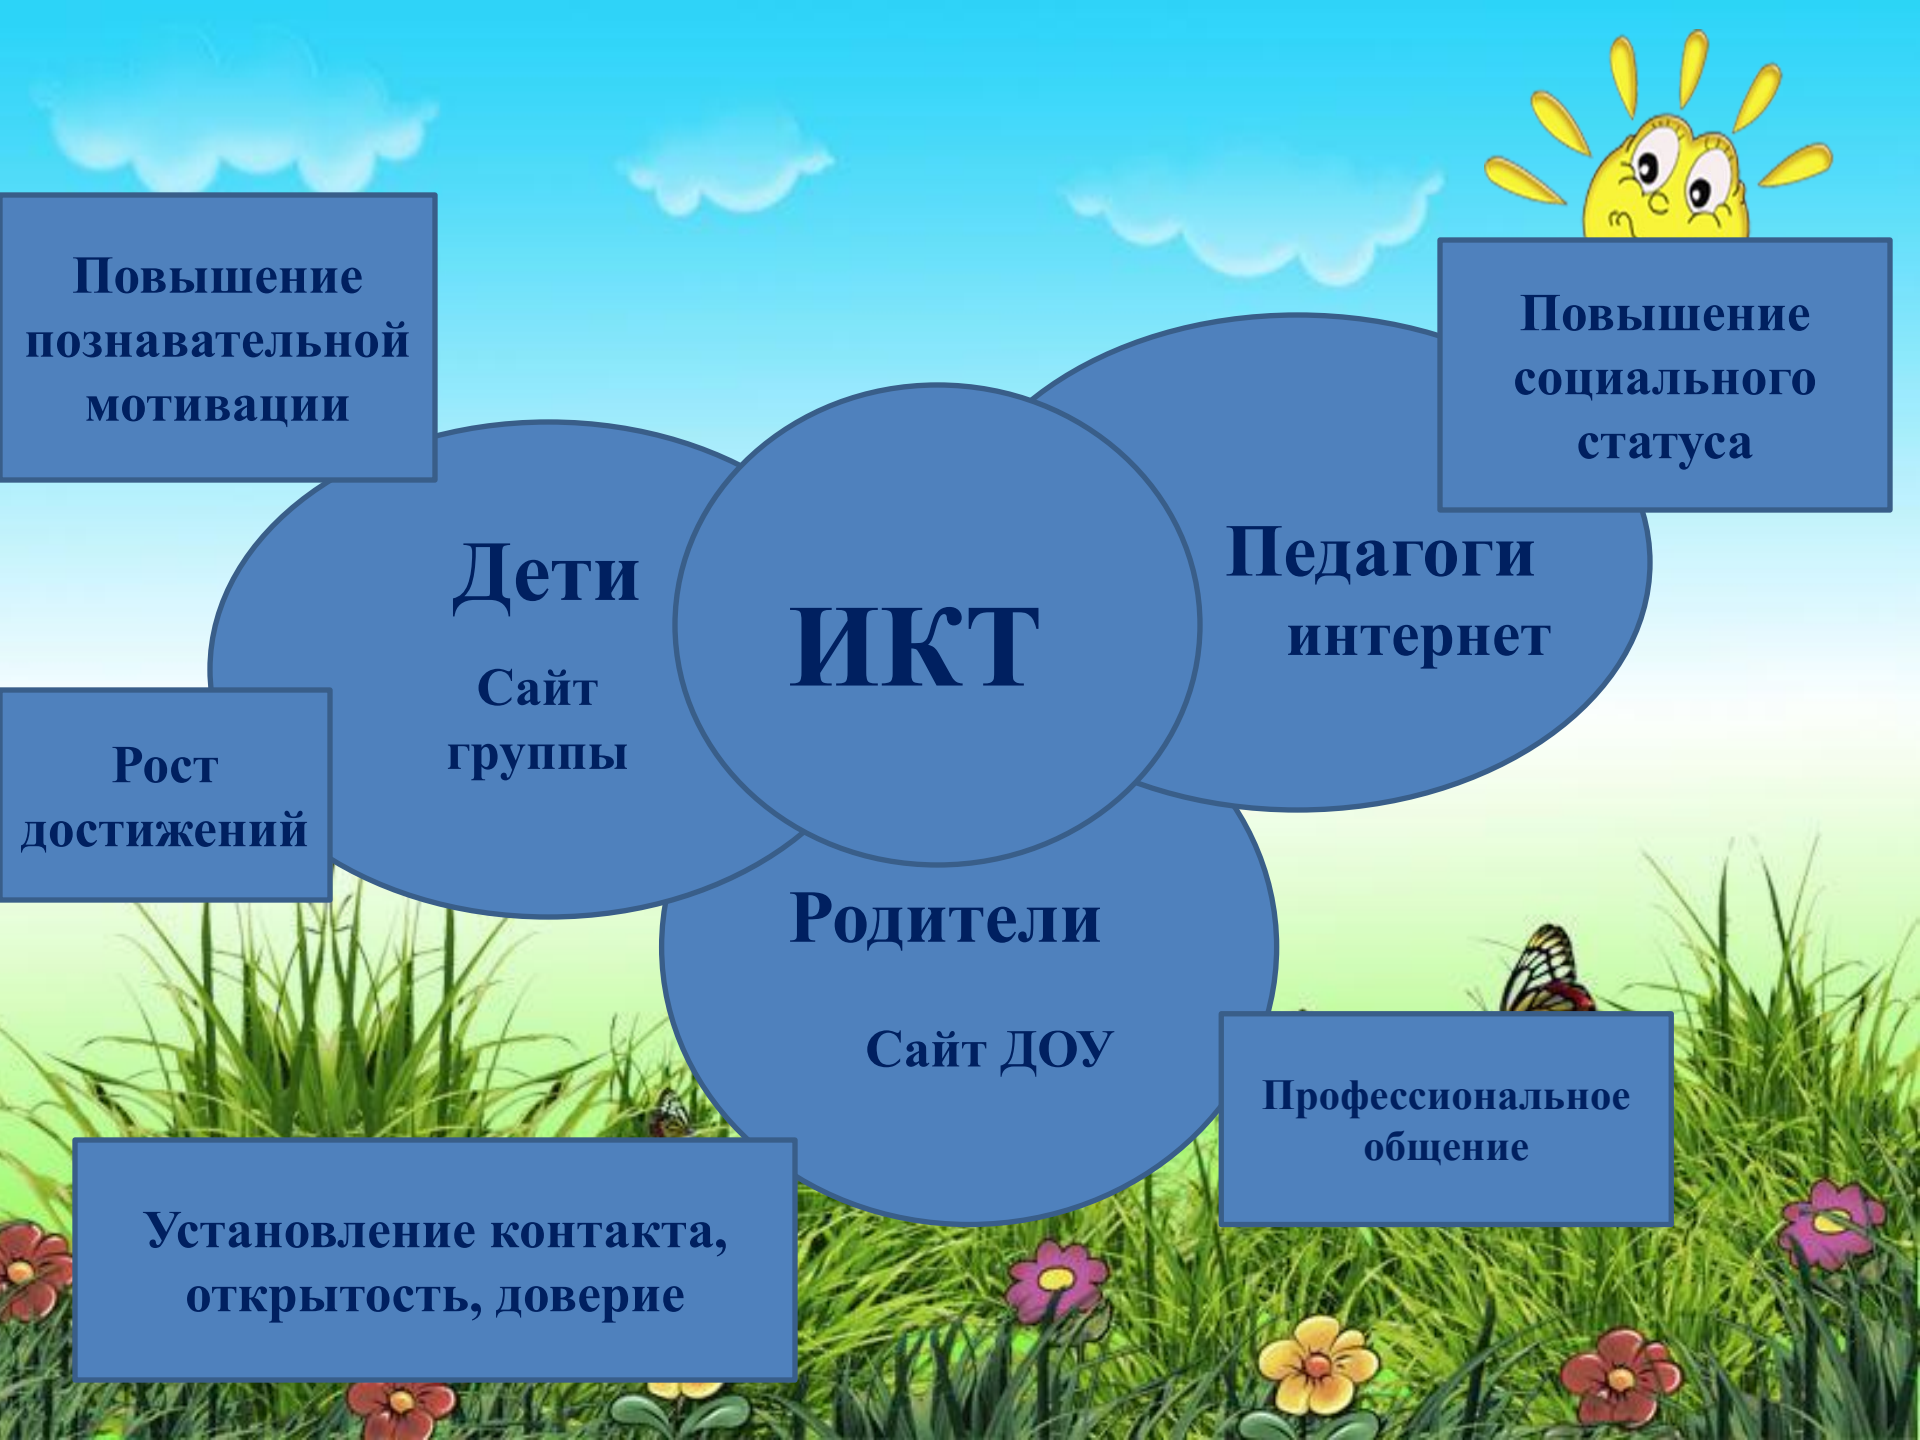 Повышение
познавательной
мотивации
Повышение
социального
статуса
Дети
Сайт
группы
ИКТ
Педагоги
интернет
Рост
достижений
Родители
Сайт ДОУ
Профессиональное
общение
Установление контакта,
открытость, доверие